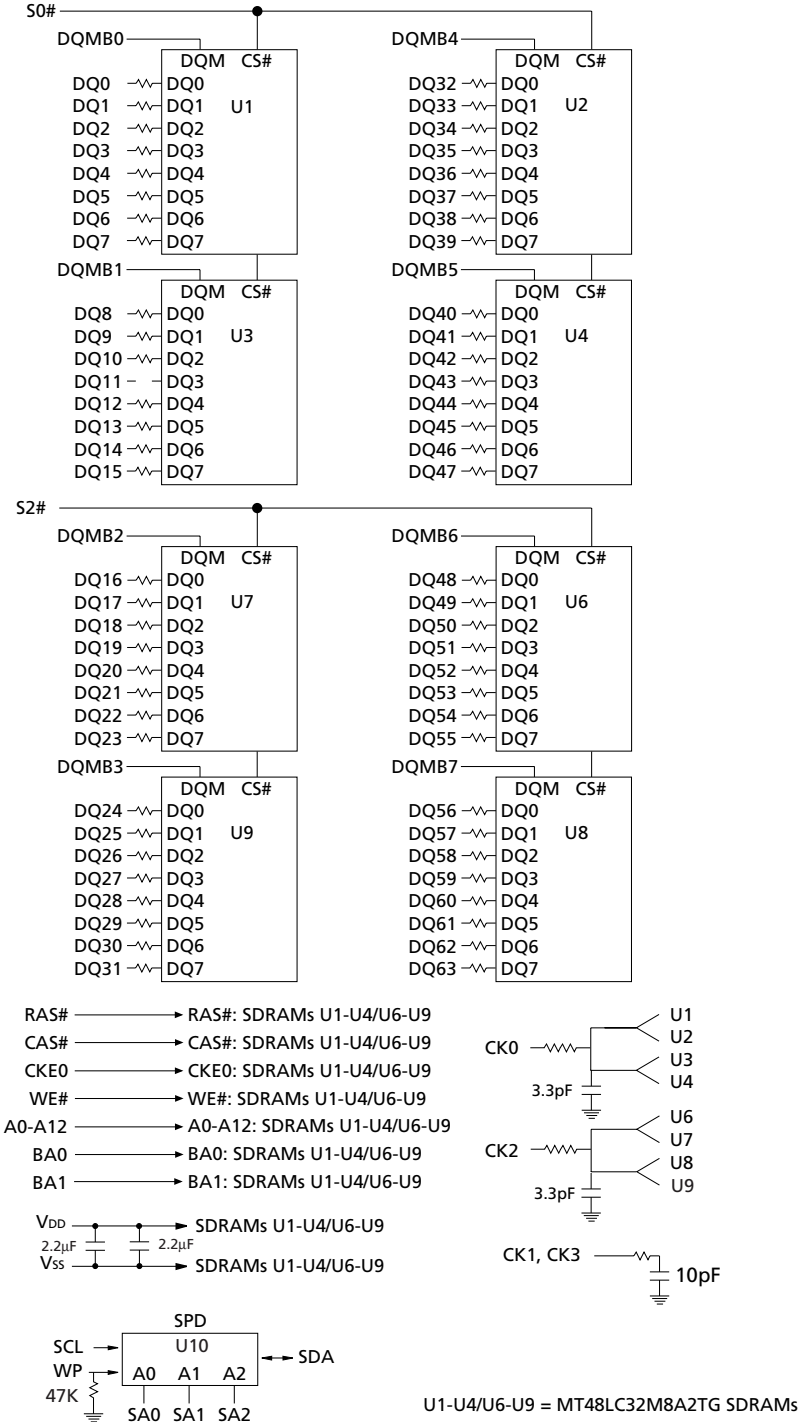 S0#
DQMB0
DQM CS#
U1
DQ0 DQ0
DQ1 DQ1
DQ2 DQ2
DQ3 DQ3
DQ4 DQ4
DQ5 DQ5
DQ6 DQ6
DQ7 DQ7
DQMB1
DQM CS#
U3
DQ8 DQ0
DQ9 DQ1
DQ10 DQ2
DQ11 DQ3
DQ12 DQ4
DQ13 DQ5
DQ14 DQ6
DQ15 DQ7
DQMB4
DQM CS#
U2
DQ32 DQ0
DQ33 DQ1
DQ34 DQ2
DQ35 DQ3
DQ36 DQ4
DQ37 DQ5
DQ38 DQ6
DQ39 DQ7
DQMB5
DQM CS#
U4
DQ40 DQ0
DQ41 DQ1
DQ42 DQ2
DQ43 DQ3
DQ44 DQ4
DQ45 DQ5
DQ46 DQ6
DQ47 DQ7
S2#
DQMB2
DQM CS#
U7
DQ16 DQ0
DQ17 DQ1
DQ18 DQ2
DQ19 DQ3
DQ20 DQ4
DQ21 DQ5
DQ22 DQ6
DQ23 DQ7
DQMB3
DQM CS#
U9
DQ24 DQ0
DQ25 DQ1
DQ26 DQ2
DQ27 DQ3
DQ28 DQ4
DQ29 DQ5
DQ30 DQ6
DQ31 DQ7
DQMB6
DQM CS#
U6
DQ48 DQ0
DQ49 DQ1
DQ50 DQ2
DQ51 DQ3
DQ52 DQ4
DQ53 DQ5
DQ54 DQ6
DQ55 DQ7
DQMB7
DQM CS#
U8
DQ56 DQ0
DQ57 DQ1
DQ58 DQ2
DQ59 DQ3
DQ60 DQ4
DQ61 DQ5
DQ62 DQ6
DQ63 DQ7
RAS# RAS#: SDRAMs U1-U4/U6-U9
CAS# CAS#: SDRAMs U1-U4/U6-U9
CKE0 CKE0: SDRAMs U1-U4/U6-U9
WE# WE#: SDRAMs U1-U4/U6-U9
A0-A12 A0-A12: SDRAMs U1-U4/U6-U9
BA0 BA0: SDRAMs U1-U4/U6-U9
BA1 BA1: SDRAMs U1-U4/U6-U9
VDD SDRAMs U1-U4/U6-U9
2.2µF 2.2µF
Vss SDRAMs U1-U4/U6-U9
CK0
3.3pF
U1
U2
U3
U4
CK2
3.3pF
U6
U7
U8
U9
CK1, CK3
10pF
SPD
U10
SCL
WP
47K
A0 A1 A2
SDA
SA0 SA1 SA2
U1-U4/U6-U9 = MT48LC32M8A2TG SDRAMs